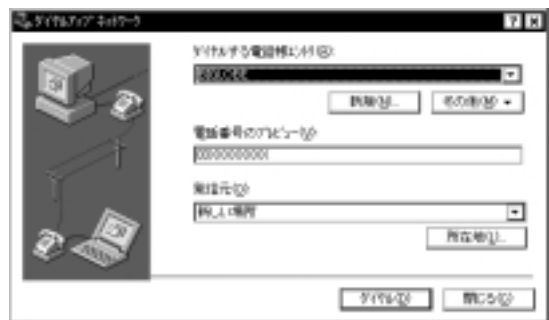 ダイヤルアップ ネットワーク
ダイヤルする電話帳エントリ(E):
新規(N)...
その他(M)
電話番号のプレビュー(V):
発信元(G):
新しい場所
所在地(L)...
ダイヤル(D)
閉じる(C)